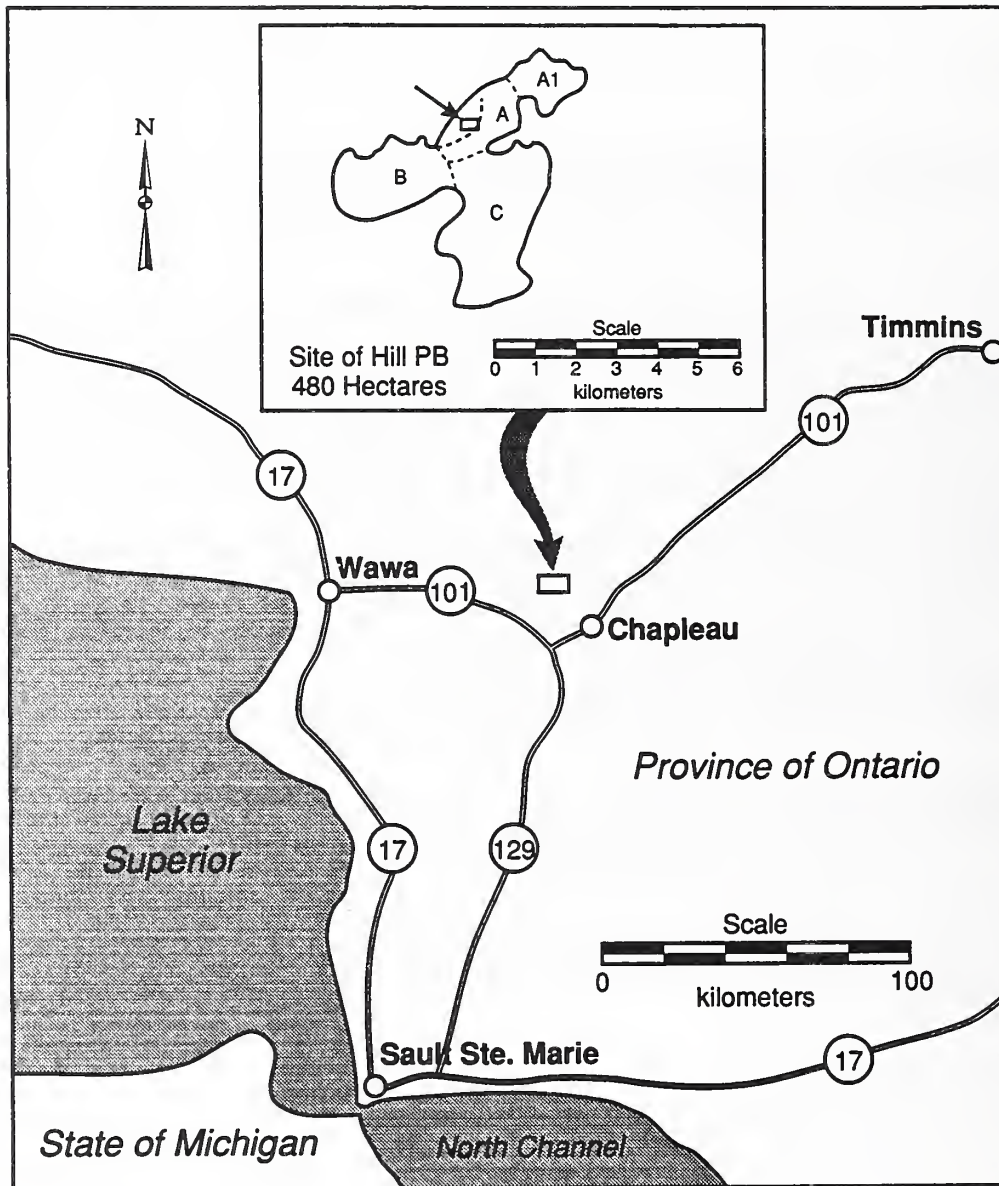 A1
A
B
C
N
Site of Hill PB
480 Hectares
Scale
0 1 2 3 4 5 6
kilometers
Timmins
101
17
Wawa
101
Chapleau
Province of Ontario
Lake
Superior
17
129
Scale
0 100
kilometers
Sault Ste. Marie
17
State of Michigan
North Channel